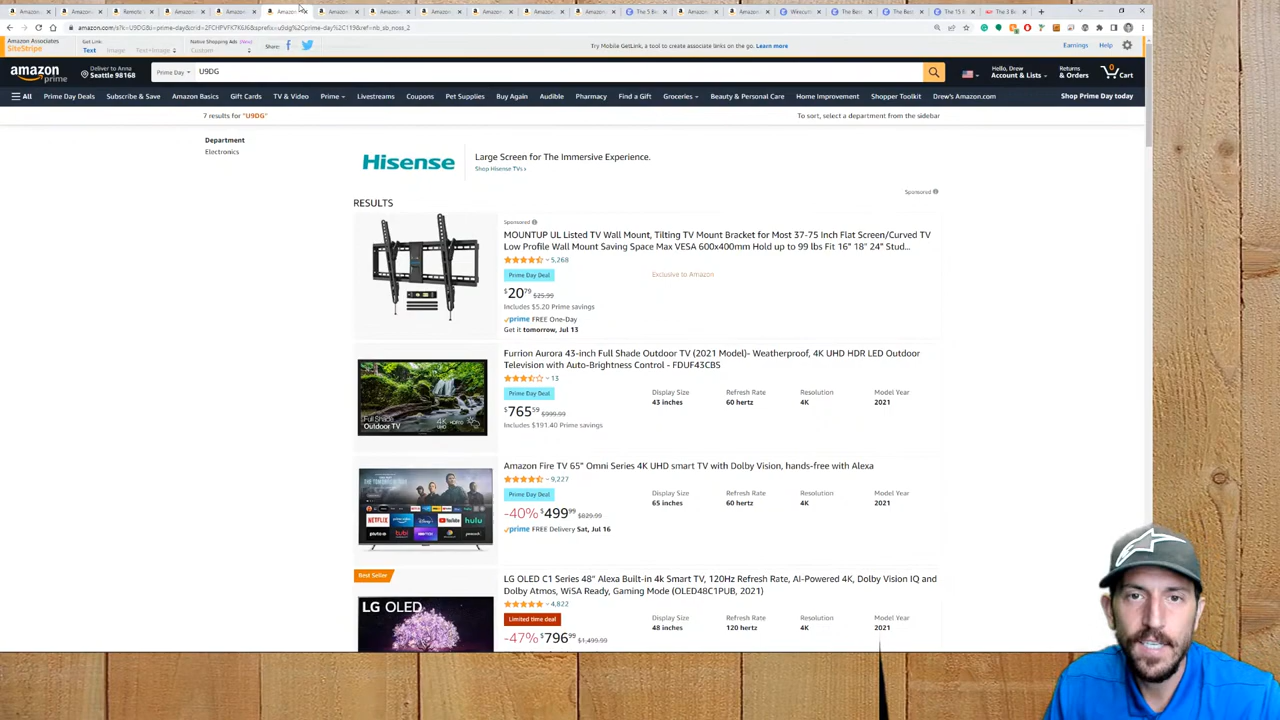 amazon.com/s?k=U9DG&i=prime-day&crid=2FCHPVFK7K6J6&sprefix=u9dg%2Cprime-day%2C119&ref=nb_sb_noss_2
Amazon Associates
SiteStripe
Get Link:
Text Image Text+Image
Native Shopping Ads (New)
Custom
Share:
Try Mobile GetLink, a tool to create associate links on the go. Learn more
Earnings Help
amazon
prime
Deliver to Anna
Seattle 98168
Prime Day
U9DG
Hello, Drew
Account & Lists
Returns
& Orders
0
Cart
All Prime Day Deals Subscribe & Save Amazon Basics Gift Cards TV & Video Prime Livestreams Coupons Pet Supplies Buy Again Audible Pharmacy Find a Gift Groceries Beauty & Personal Care Home Improvement Shopper Toolkit Drew's Amazon.com Shop Prime Day today
7 results for "U9DG"
To sort, select a department from the sidebar
Department
Electronics
Hisense
Large Screen for The Immersive Experience.
Shop Hisense TVs ›
Sponsored
RESULTS
Sponsored
MOUNTUP UL Listed TV Wall Mount, Tilting TV Mount Bracket for Most 37-75 Inch Flat Screen/Curved TV
Low Profile Wall Mount Saving Space Max VESA 600x400mm Hold up to 99 lbs Fit 16" 18" 24" Stud...
5,268
Prime Day Deal
Exclusive to Amazon
$20 79 $25.99
Includes $5.20 Prime savings
prime FREE One-Day
Get it tomorrow, Jul 13
Furrion Aurora 43-inch Full Shade Outdoor TV (2021 Model)- Weatherproof, 4K UHD HDR LED Outdoor
Television with Auto-Brightness Control - FDUF43CBS
13
Prime Day Deal
$765 59 $999.99
Includes $191.40 Prime savings
Display Size Refresh Rate Resolution Model Year
43 inches 60 hertz 4K 2021
Full Shade
Outdoor TV
Amazon Fire TV 65" Omni Series 4K UHD smart TV with Dolby Vision, hands-free with Alexa
9,227
Prime Day Deal
-40% $499 99 $829.99
prime FREE Delivery Sat, Jul 16
Display Size Refresh Rate Resolution Model Year
65 inches 60 hertz 4K 2021
NETFLIX
YouTube
hulu
Best Seller
LG OLED C1 Series 48" Alexa Built-in 4k Smart TV, 120Hz Refresh Rate, AI-Powered 4K, Dolby Vision IQ and
Dolby Atmos, WiSA Ready, Gaming Mode (OLED48C1PUB, 2021)
4,822
Limited time deal
-47% $796 99 $1,499.99
Display Size Refresh Rate Resolution Model Year
48 inches 120 hertz 4K 2021
LG OLED